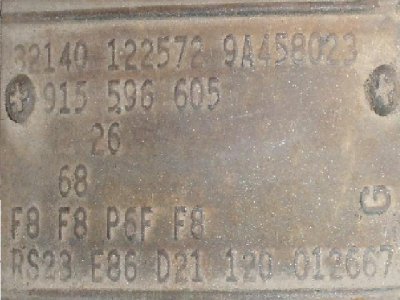 32140 122572 9A458023
915 596 605
26
68
F8 F8 P6F F8
G
RS23 E86 D21 120 012667